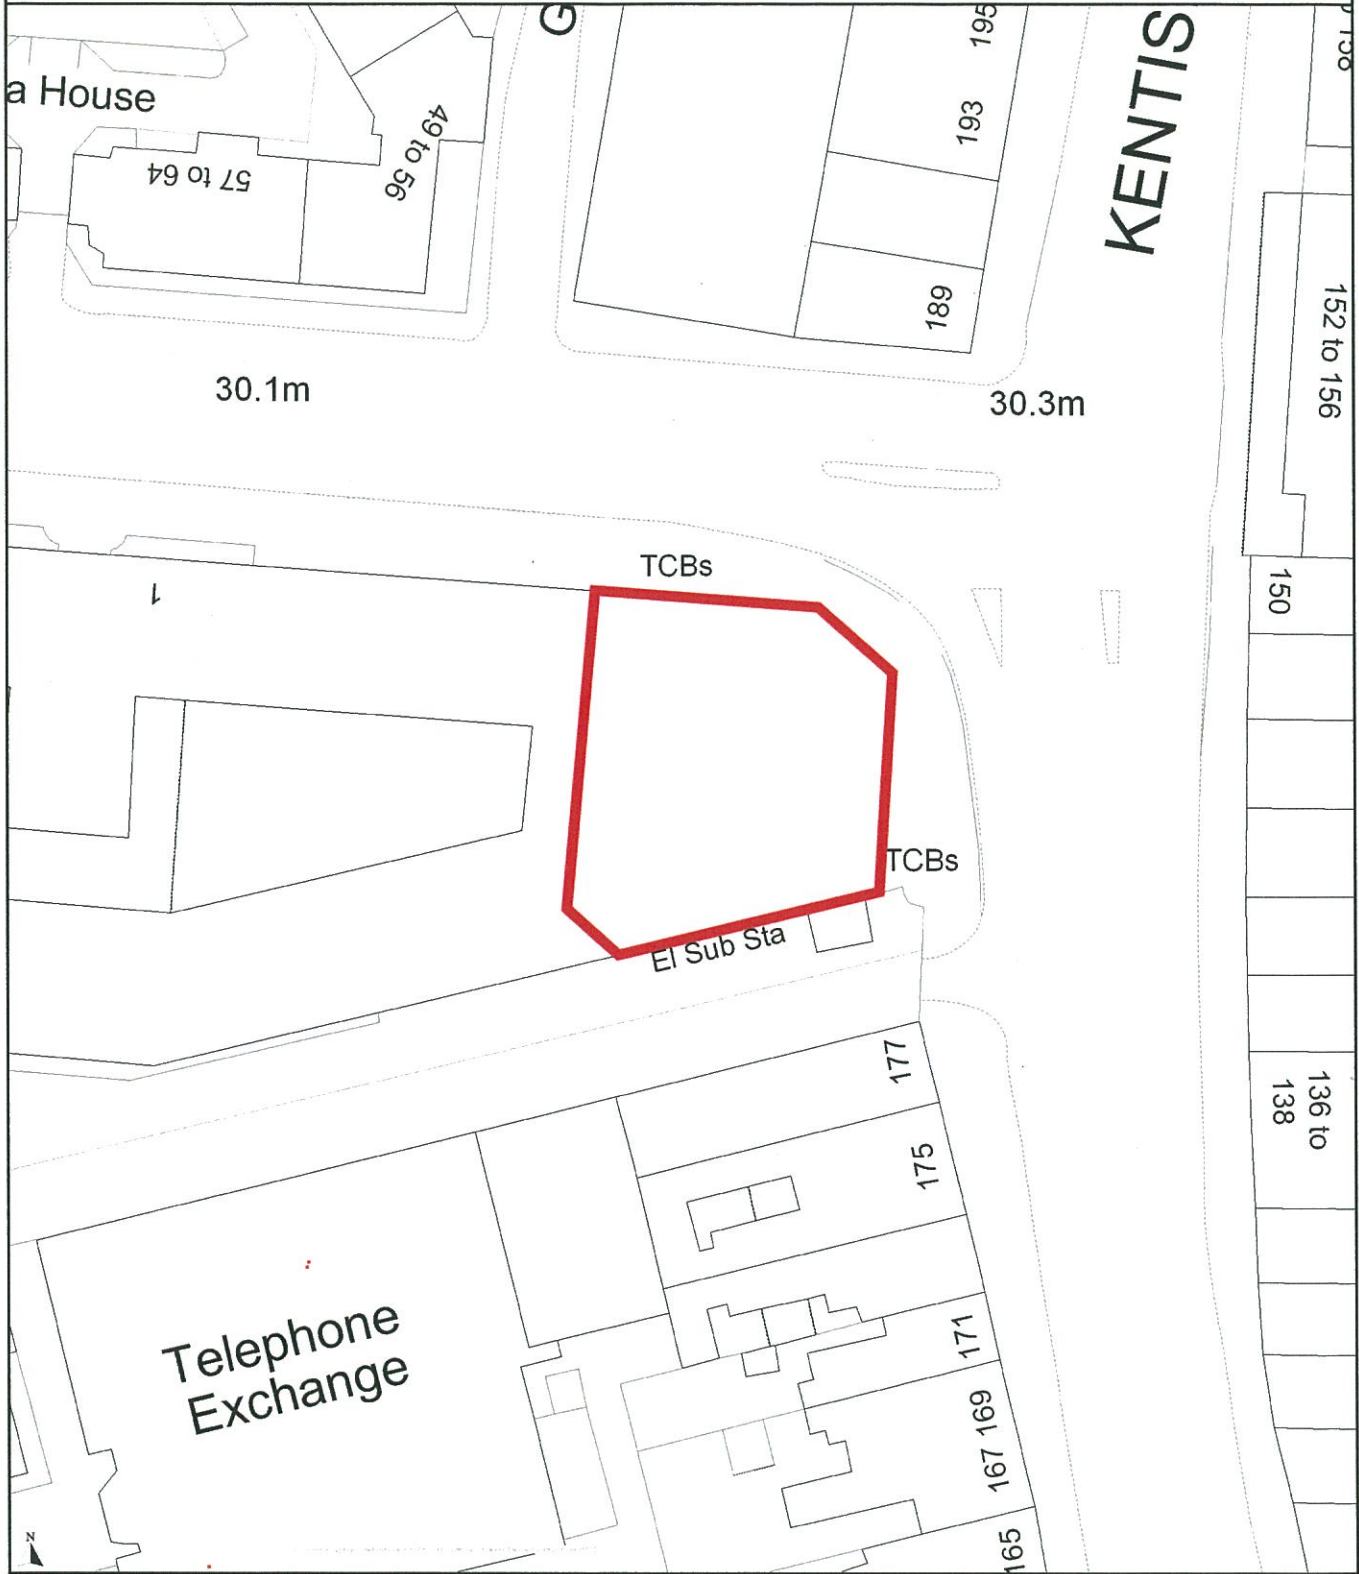 G
195
KENTIS
a House
193
49 to 56
57 to 64
189
152 to 156
30.1m
30.3m
TCBs
150
1
TCBs
El Sub Sta
177
136 to
138
175
Telephone
Exchange
171
169
167
165
N